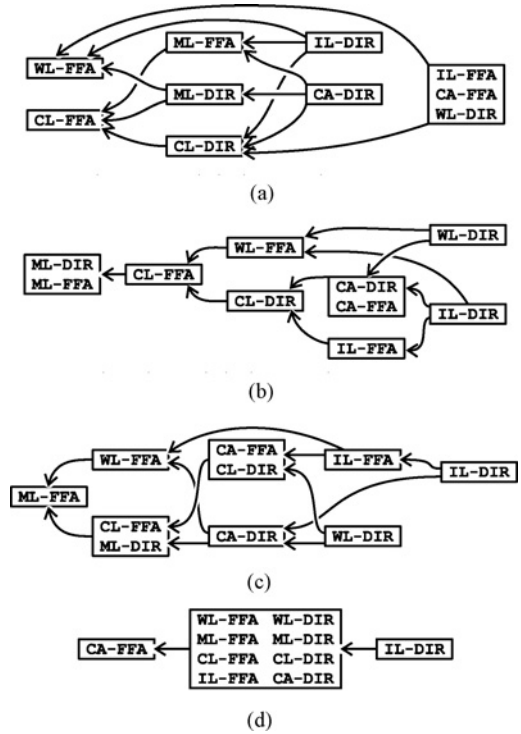 ML-FFA IL-DIR
WL-FFA
IL-FFA
ML-DIR CA-DIR CA-FFA
WL-DIR
CL-FFA
CL-DIR
(a)
WL-DIR
WL-FFA
ML-DIR
ML-FFA
CL-FFA
CA-DIR
CA-FFA
CL-DIR
IL-DIR
IL-FFA
(b)
CA-FFA
CL-DIR
WL-FFA IL-FFA
IL-DIR
ML-FFA
CL-FFA
ML-DIR
CA-DIR WL-DIR
(c)
WL-FFA WL-DIR
ML-FFA ML-DIR
CA-FFA IL-DIR
CL-FFA CL-DIR
IL-FFA CA-DIR
(d)